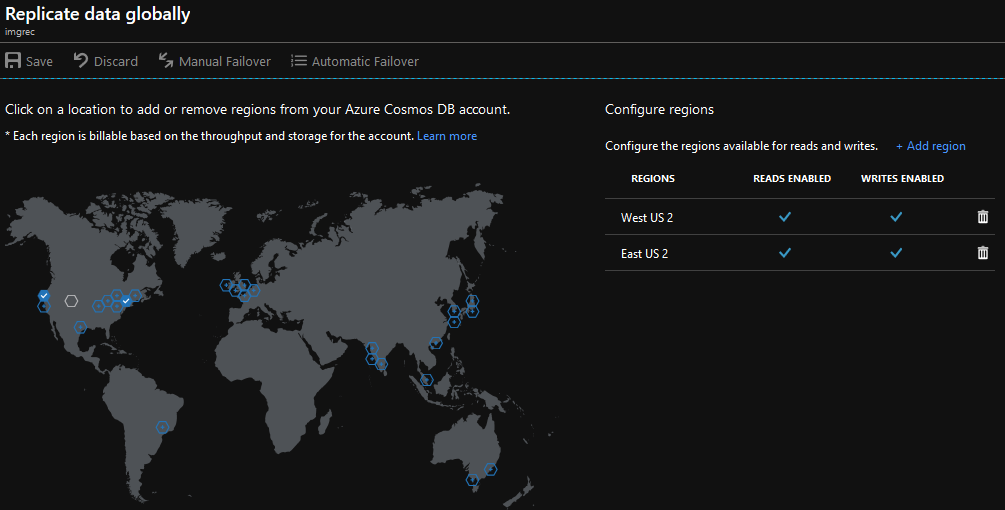 Replicate data globally
imgrec
Save Discard Manual Failover Automatic Failover
Click on a location to add or remove regions from your Azure Cosmos DB account.
* Each region is billable based on the throughput and storage for the account. Learn more
Configure regions
Configure the regions available for reads and writes. + Add region
REGIONS READS ENABLED WRITES ENABLED
West US 2
East US 2